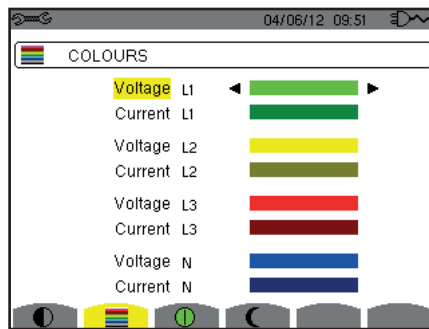 04/06/12 09:51
COLOURS
Voltage L1
Current L1
Voltage L2
Current L2
Voltage L3
Current L3
Voltage N
Current N